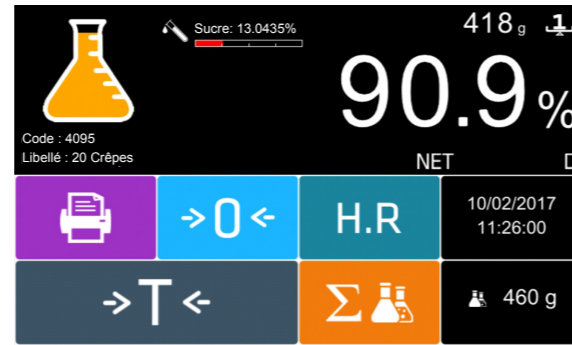 Sucre: 13.0435%
418 g
90.9 %
Code : 4095
Libellé : 20 Crêpes
NET
→0←
H.R
10/02/2017
11:26:00
→T←
Σ
460 g